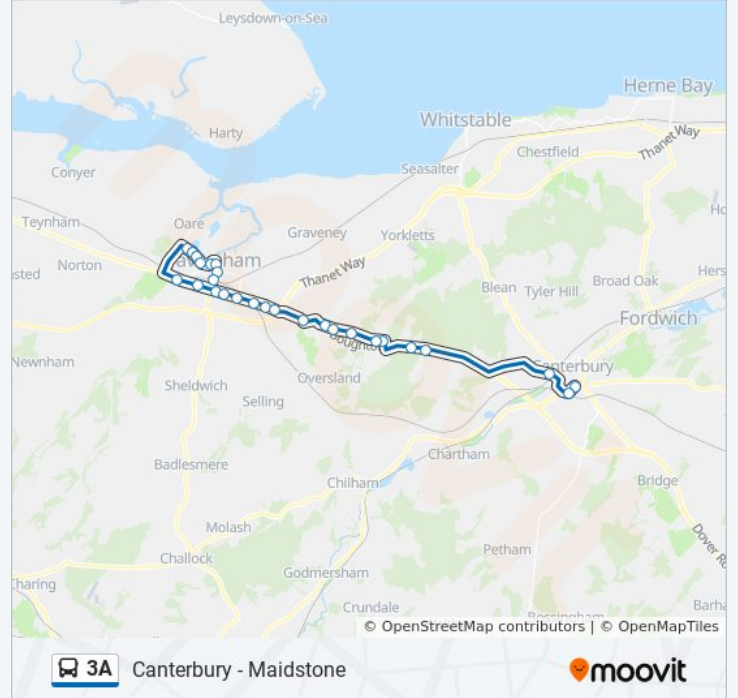 Leysdown-on-Sea
Herne Bay
Whitstable
Harty
Thanet Way
Chestfield
Seasalter
Conyer
Oare
Teynham
Graveney
Yorkletts
Norton
Thanet Way
Blean
Tyler Hill
Broad Oak
Fordwich
Newnham
Canterbury
Oversland
Sheldwich
Selling
Chartham
Badlesmere
Chilham
Bridge
Molash
Petham
Challock
Godmersham
Crundale
© OpenStreetMap contributors | © OpenMapTiles
3A Canterbury - Maidstone moovit